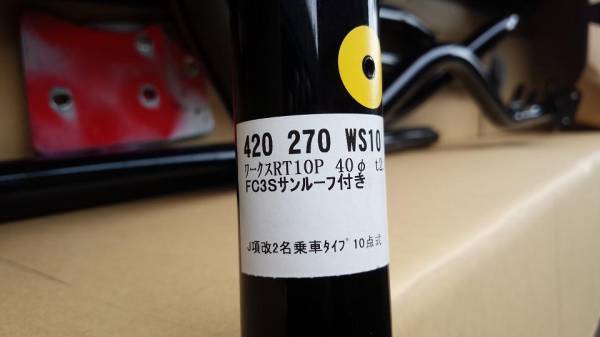 420 270 WS10
ワークスRT10P 40φ t2
FC3Sサンルーフ付き
J項改2名乗車ﾀｲﾌﾟ10点式